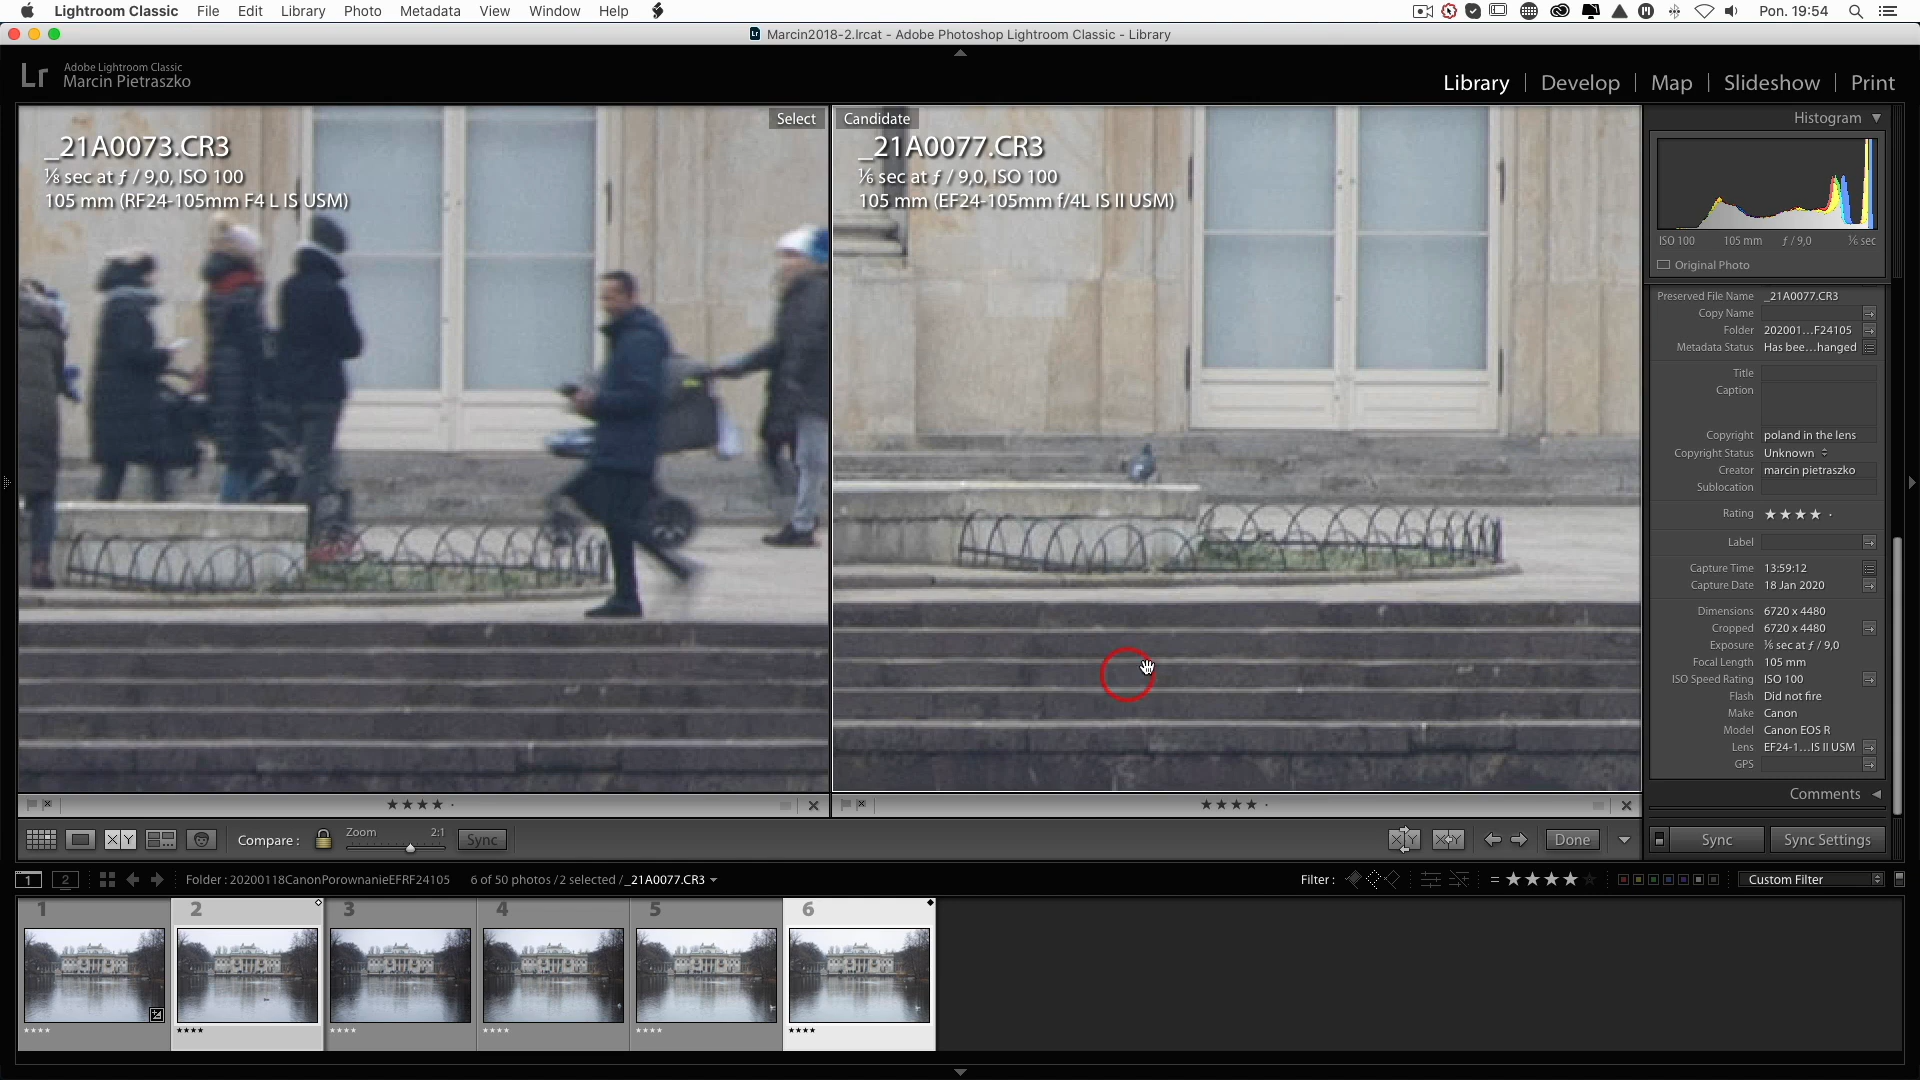 Lightroom Classic File Edit Library Photo Metadata View Window Help Pon. 19:54
Lr Marcin2018-2.lrcat - Adobe Photoshop Lightroom Classic - Library
Lr Adobe Lightroom Classic
Marcin Pietraszko
Library Develop Map Slideshow Print
Select
_21A0073.CR3
⅛ sec at ƒ / 9,0, ISO 100
105 mm (RF24-105mm F4 L IS USM)
Candidate
_21A0077.CR3
⅙ sec at ƒ / 9,0, ISO 100
105 mm (EF24-105mm f/4L IS II USM)
Histogram
ISO 100 105 mm ƒ / 9,0 ⅙ sec
Original Photo
Preserved File Name _21A0077.CR3
Copy Name
Folder 202001…F24105
Metadata Status Has bee…hanged
Title
Caption
Copyright poland in the lens
Copyright Status Unknown
Creator marcin pietraszko
Sublocation
Rating ★★★★ ·
Label
Capture Time 13:59:12
Capture Date 18 Jan 2020
Dimensions 6720 x 4480
Cropped 6720 x 4480
Exposure ⅙ sec at ƒ / 9,0
Focal Length 105 mm
ISO Speed Rating ISO 100
Flash Did not fire
Make Canon
Model Canon EOS R
Lens EF24-1…IS II USM
GPS
Comments
X Y Compare : Zoom 2:1 Sync
Done
Sync Sync Settings
1 2 Folder : 20200118CanonPorownanieEFRF24105 6 of 50 photos /2 selected /_21A0077.CR3
Filter : = ★★★★ Custom Filter
1 2 3 4 5 6